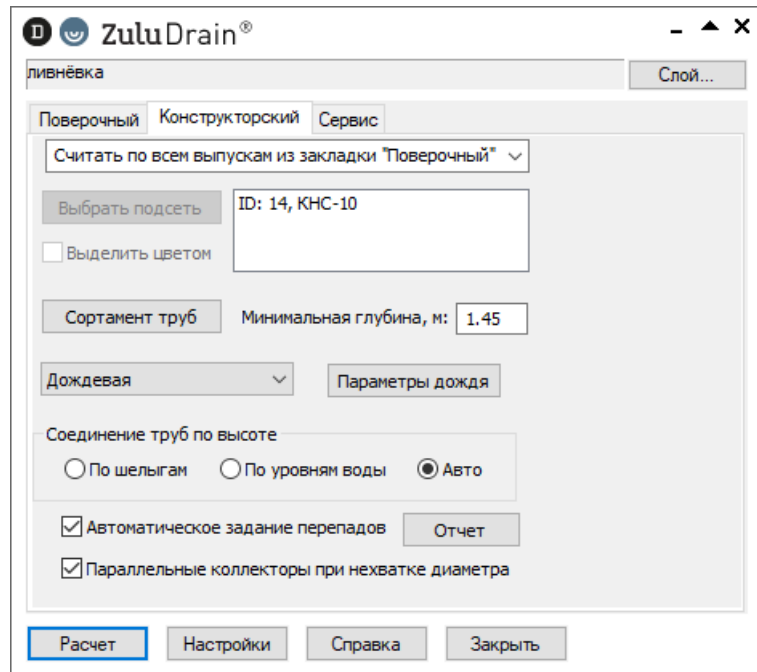 D ZuluDrain®
ливнёвка
Слой...
Поверочный Конструкторский Сервис
Считать по всем выпускам из закладки "Поверочный"
Выбрать подсеть
ID: 14, КНС-10
Выделить цветом
Сортамент труб Минимальная глубина, м: 1.45
Дождевая Параметры дождя
Соединение труб по высоте
По шелыгам По уровням воды Авто
Автоматическое задание перепадов Отчет
Параллельные коллекторы при нехватке диаметра
Расчет Настройки Справка Закрыть